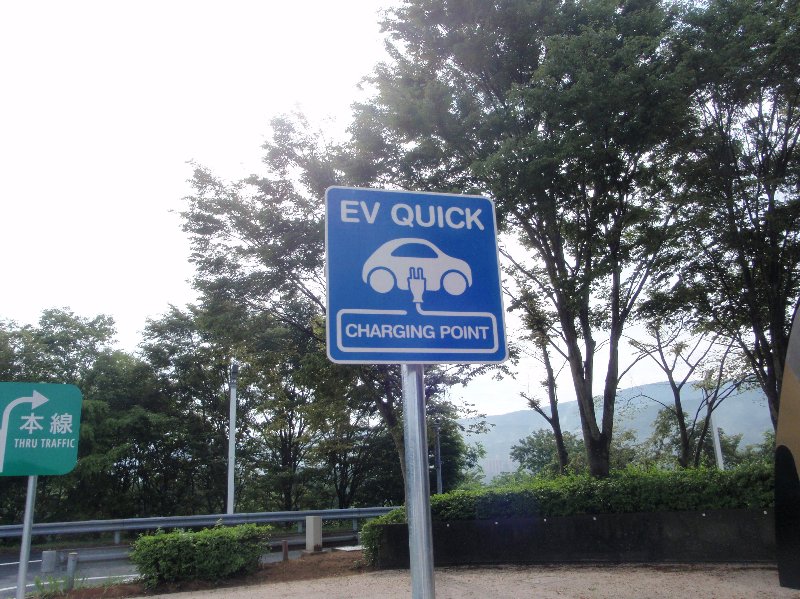 EV QUICK
CHARGING POINT
本線
THRU TRAFFIC